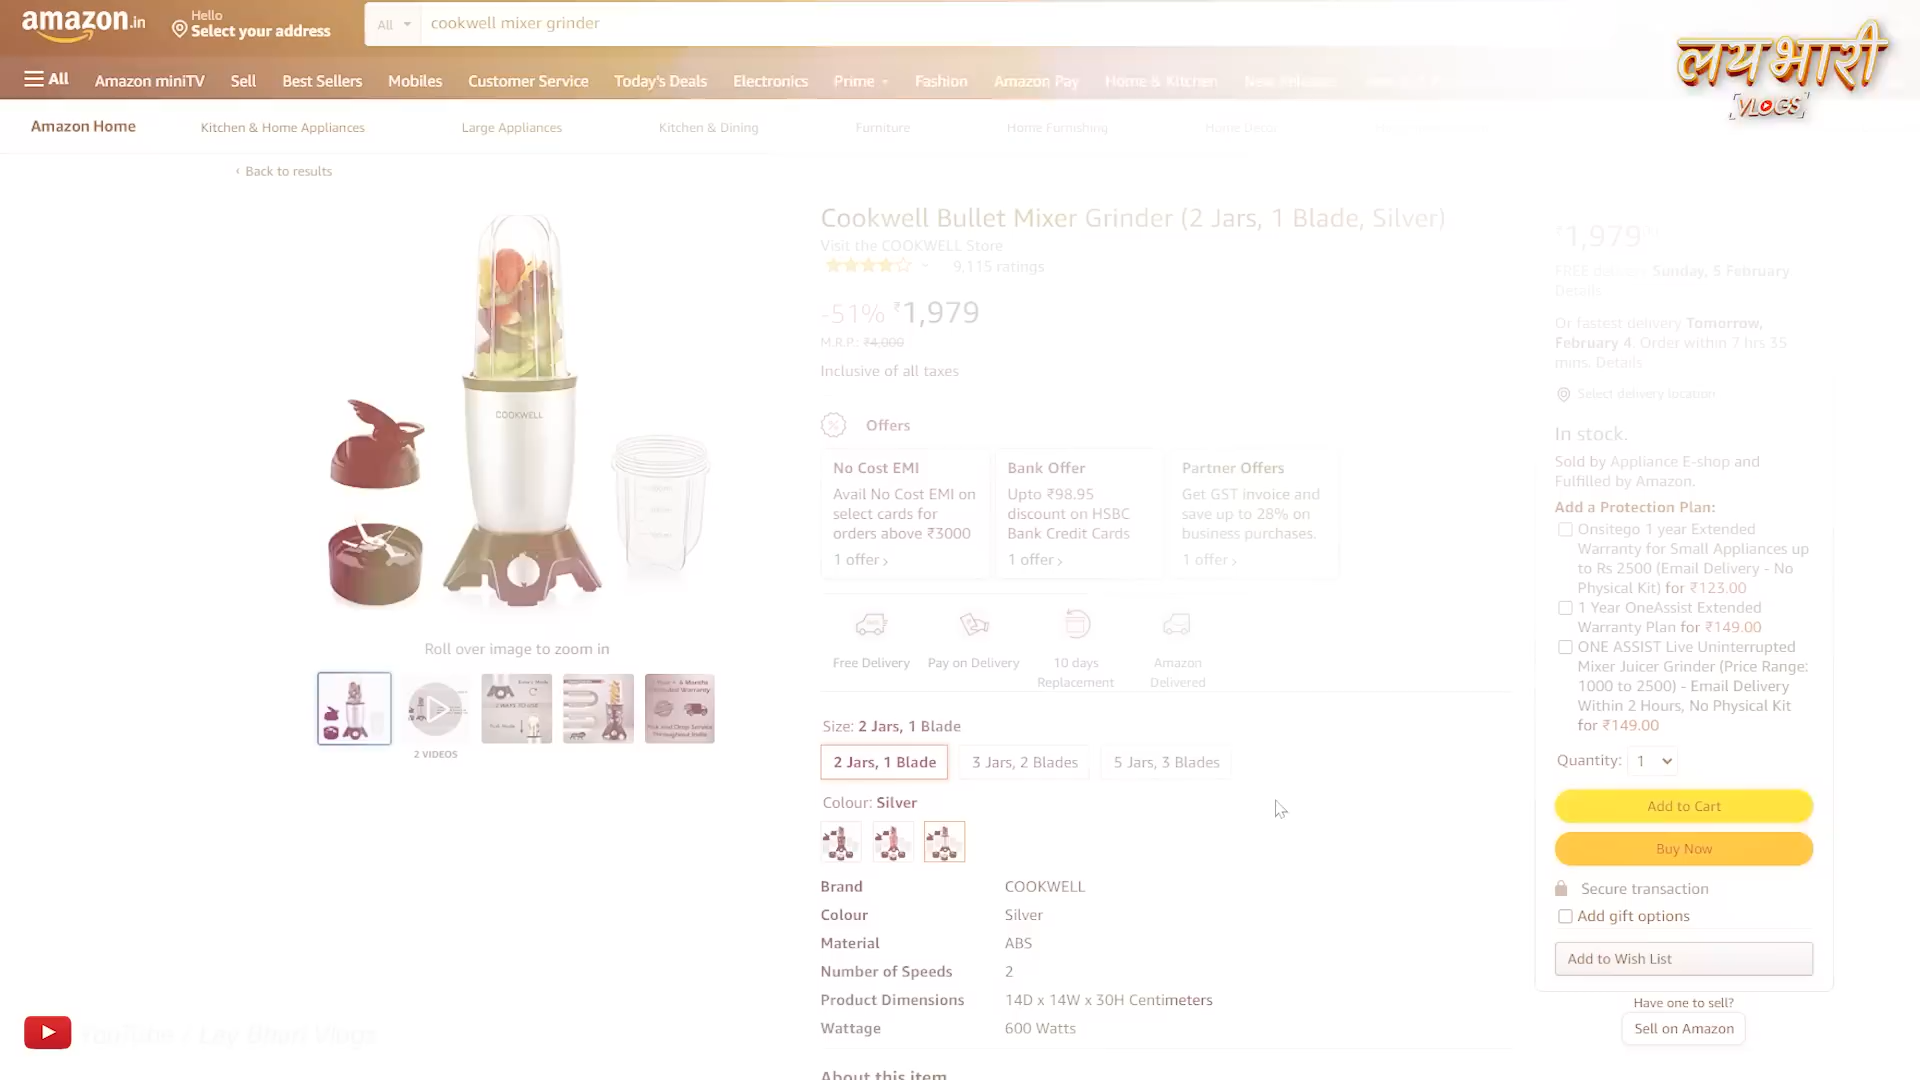 amazon.in
Hello
Select your address
All
cookwell mixer grinder
लय भारी
VLOGS
All
Amazon miniTV
Sell
Best Sellers
Mobiles
Customer Service
Today's Deals
Electronics
Prime
Fashion
Amazon Pay
Home & Kitchen
New Releases
Amazon Home
Kitchen & Home Appliances
Large Appliances
Kitchen & Dining
Furniture
Home Furnishing
Home Decor
‹ Back to results
COOKWELL
Roll over image to zoom in
2 VIDEOS
Cookwell Bullet Mixer Grinder (2 Jars, 1 Blade, Silver)
Visit the COOKWELL Store
9,115 ratings
-51% ₹1,979
M.R.P.: ₹4,000
Inclusive of all taxes
Offers
No Cost EMI
Avail No Cost EMI on
select cards for
orders above ₹3000
1 offer ›
Bank Offer
Upto ₹98.95
discount on HSBC
Bank Credit Cards
1 offer ›
Partner Offers
Get GST invoice and
save up to 28% on
business purchases.
1 offer ›
Free Delivery
Pay on Delivery
10 days
Replacement
Amazon
Delivered
Size: 2 Jars, 1 Blade
2 Jars, 1 Blade
3 Jars, 2 Blades
5 Jars, 3 Blades
Colour: Silver
Brand COOKWELL
Colour Silver
Material ABS
Number of Speeds 2
Product Dimensions 14D x 14W x 30H Centimeters
Wattage 600 Watts
About this item
₹1,979
FREE delivery Sunday, 5 February
Details
Or fastest delivery Tomorrow,
February 4. Order within 7 hrs 35
mins. Details
Select delivery location
In stock.
Sold by Appliance E-shop and
Fulfilled by Amazon.
Add a Protection Plan:
Onsitego 1 year Extended
Warranty for Small Appliances up
to Rs 2500 (Email Delivery - No
Physical Kit) for ₹123.00
1 Year OneAssist Extended
Warranty Plan for ₹149.00
ONE ASSIST Live Uninterrupted
Mixer Juicer Grinder (Price Range:
1000 to 2500) - Email Delivery
Within 2 Hours, No Physical Kit
for ₹149.00
Quantity: 1
Add to Cart
Buy Now
Secure transaction
Add gift options
Add to Wish List
Have one to sell?
Sell on Amazon
YouTube / Lay Bhari Vlogs